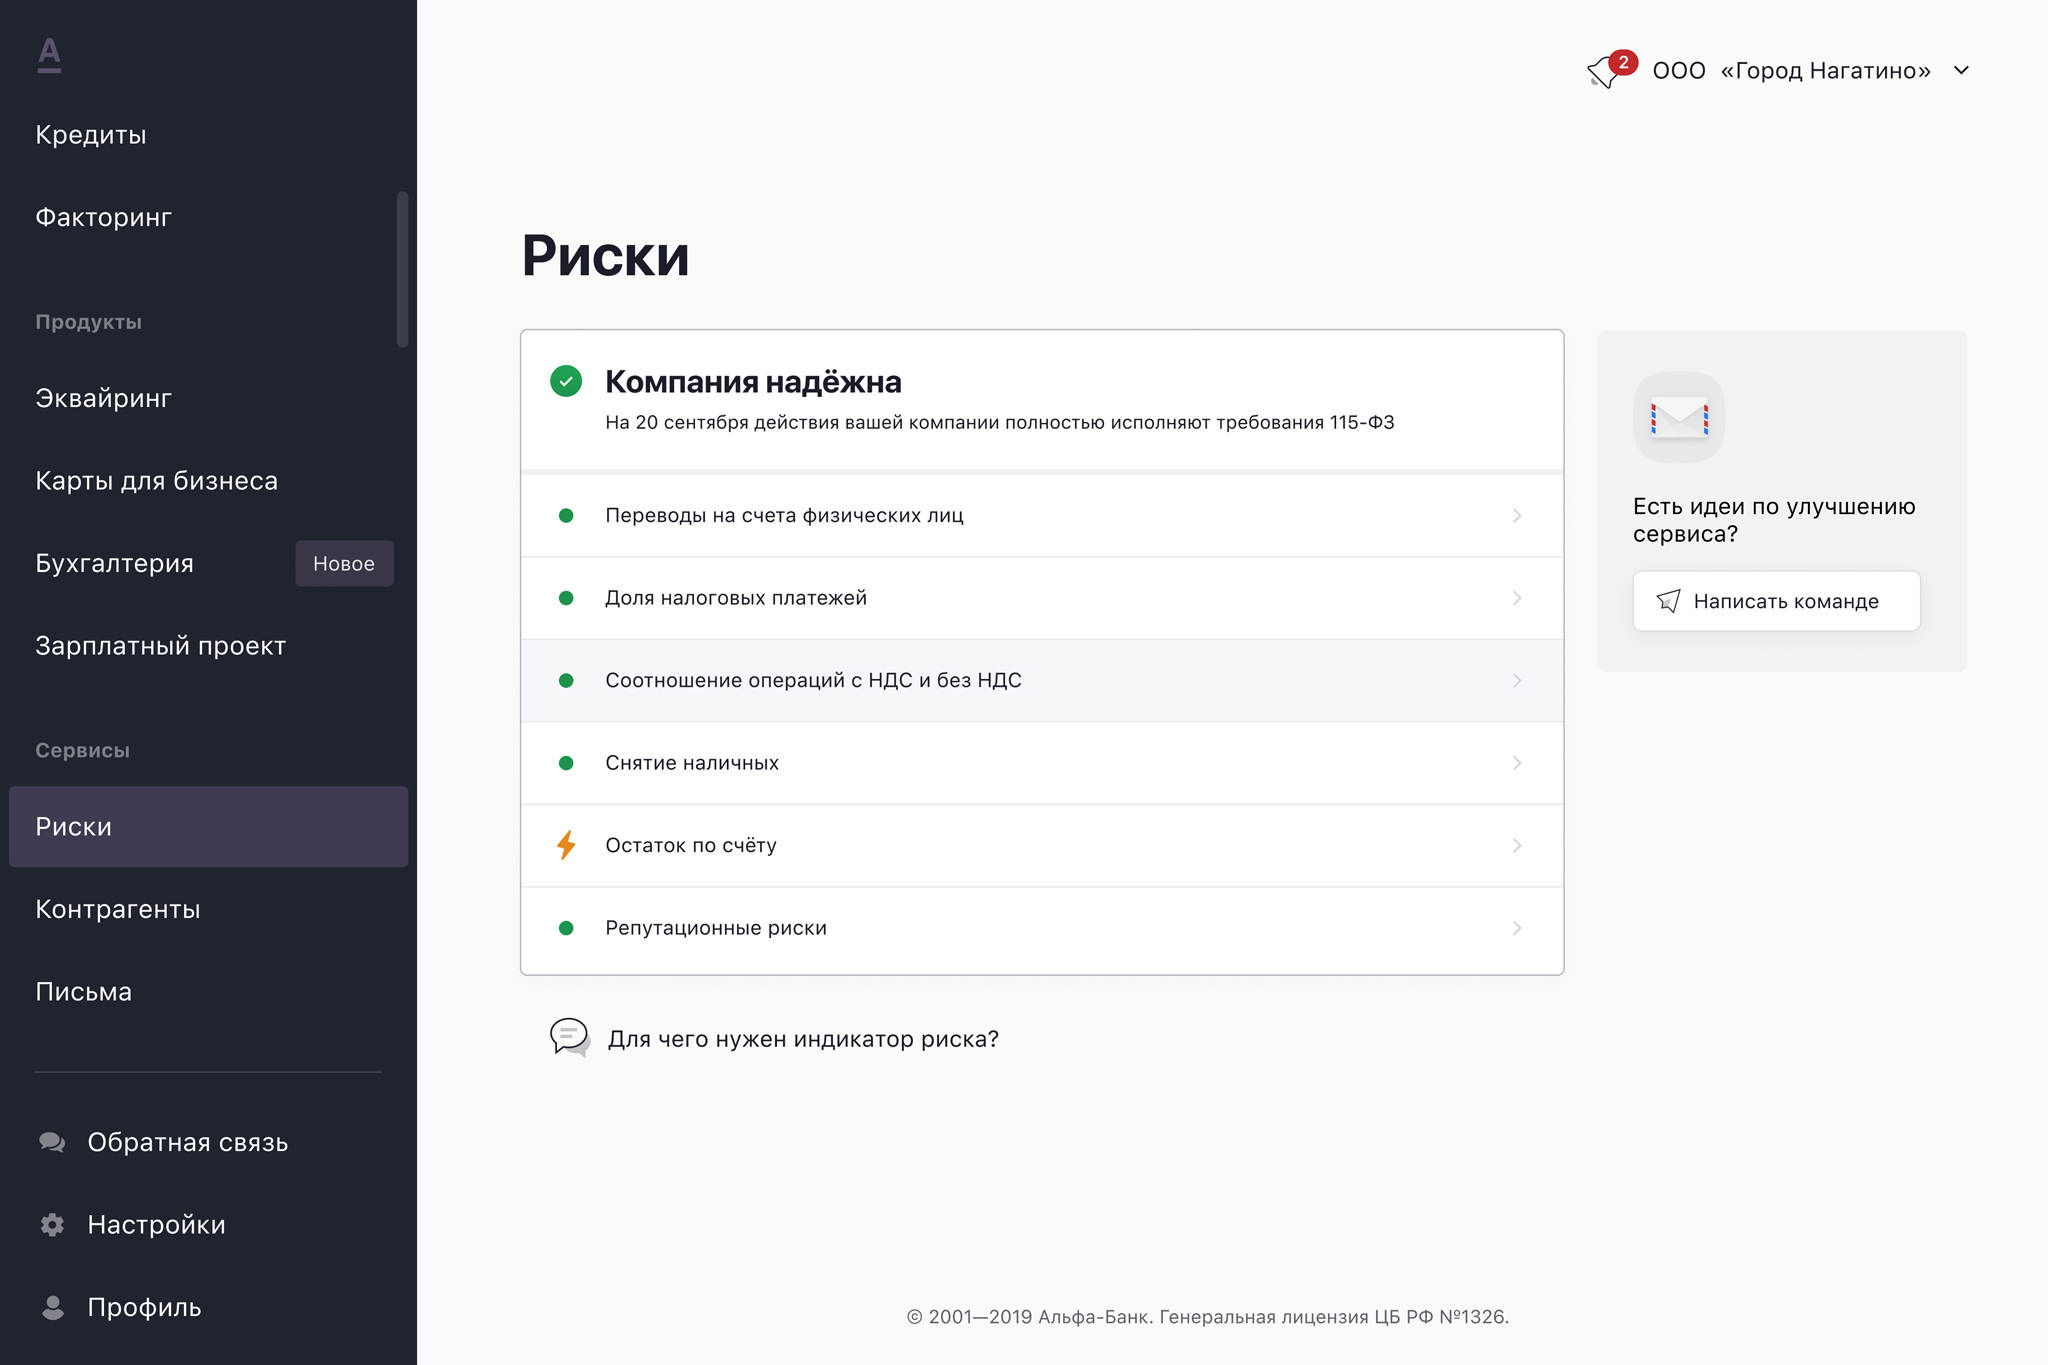 А
Кредиты
Факторинг
Продукты
Эквайринг
Карты для бизнеса
Бухгалтерия
Новое
Зарплатный проект
Сервисы
Риски
Контрагенты
Письма
Обратная связь
Настройки
Профиль
2
ООО «Город Нагатино»
Риски
Компания надёжна
На 20 сентября действия вашей компании полностью исполняют требования 115-ФЗ
Переводы на счета физических лиц
Доля налоговых платежей
Соотношение операций с НДС и без НДС
Снятие наличных
Остаток по счёту
Репутационные риски
Для чего нужен индикатор риска?
Есть идеи по улучшению
сервиса?
Написать команде
© 2001—2019 Альфа-Банк. Генеральная лицензия ЦБ РФ №1326.